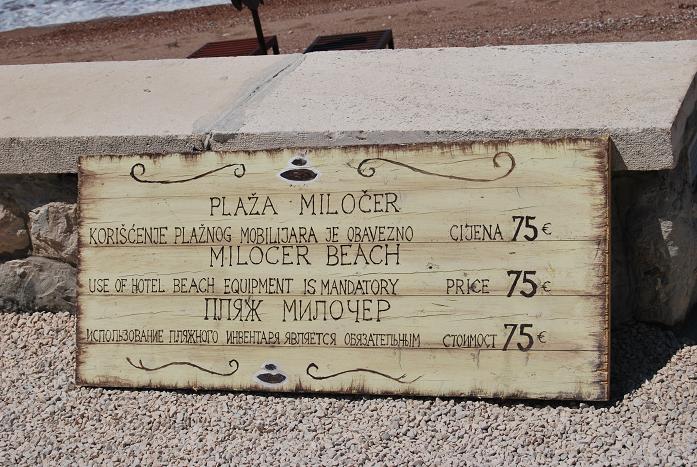 PLAŽA MILOČER
KORIŠĆENJE PLAŽNOG MOBILIJARA JE OBAVEZNO CIJENA 75€
MILOCER BEACH
USE OF HOTEL BEACH EQUIPMENT IS MANDATORY PRICE 75€
ПЛЯЖ МИЛОЧЕР
ИСПОЛЬЗОВАНИЕ ПЛЯЖНОГО ИНВЕНТАРЯ ЯВЛЯЕТСЯ ОБЯЗАТЕЛЬНЫМ СТОИМОСТ 75€